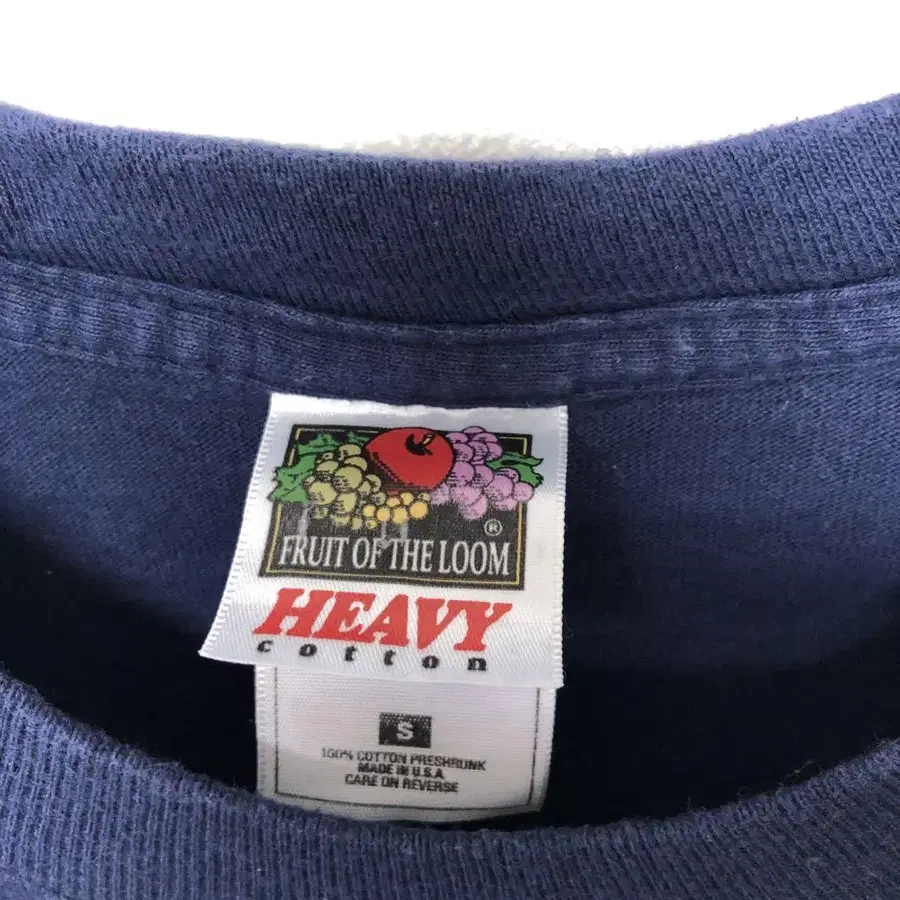 ®
FRUIT OF THE LOOM
HEAVY
cotton
S
100% COTTON PRESHRUNK
MADE IN U.S.A
CARE ON REVERSE